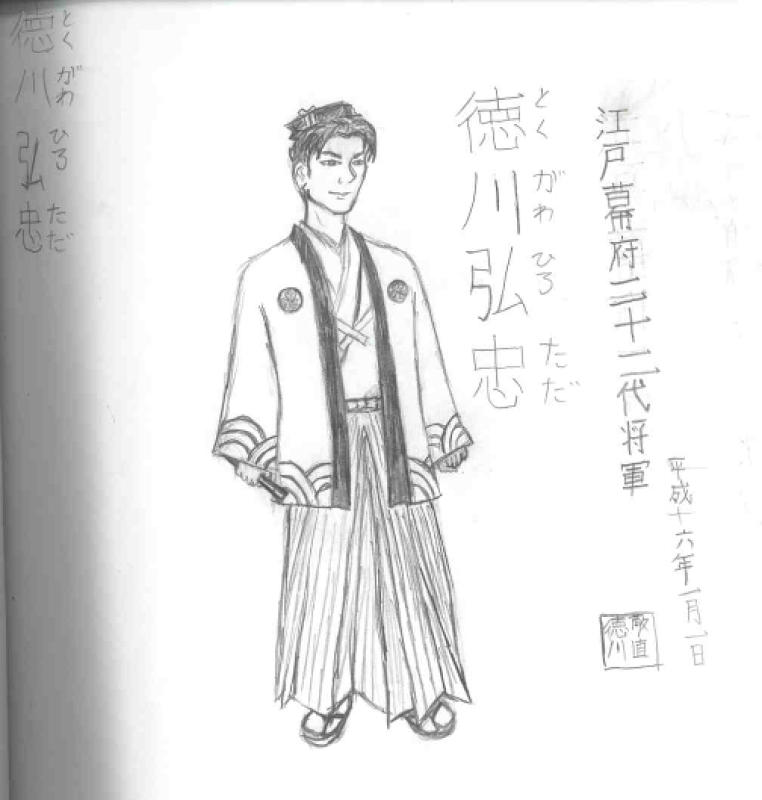 江戸幕府二十二代将軍
徳川弘忠
とくがわひろただ
平成十六年一月一日
徳川
徳川弘忠
とくがわひろただ